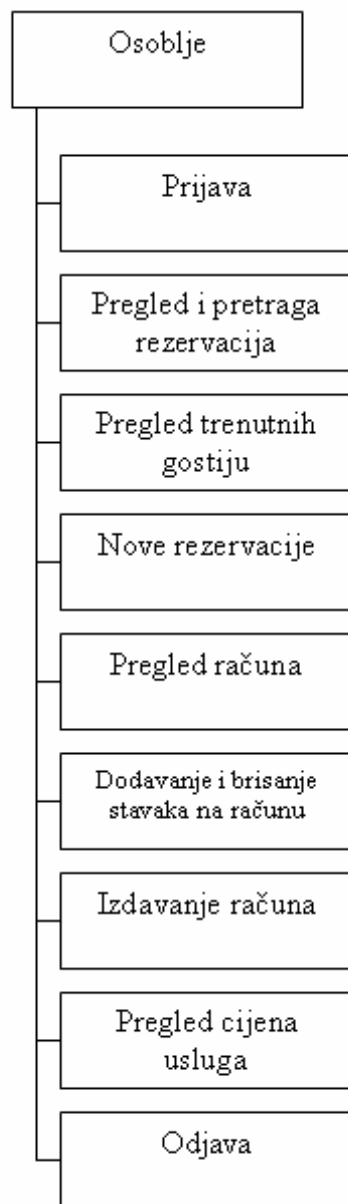 Osoblje
Prijava
Pregled i pretraga
rezervacija
Pregled trenutnih
gostiju
Nove rezervacije
Pregled računa
Dodavanje i brisanje
stavaka na računu
Izdavanje računa
Pregled cijena
usluga
Odjava